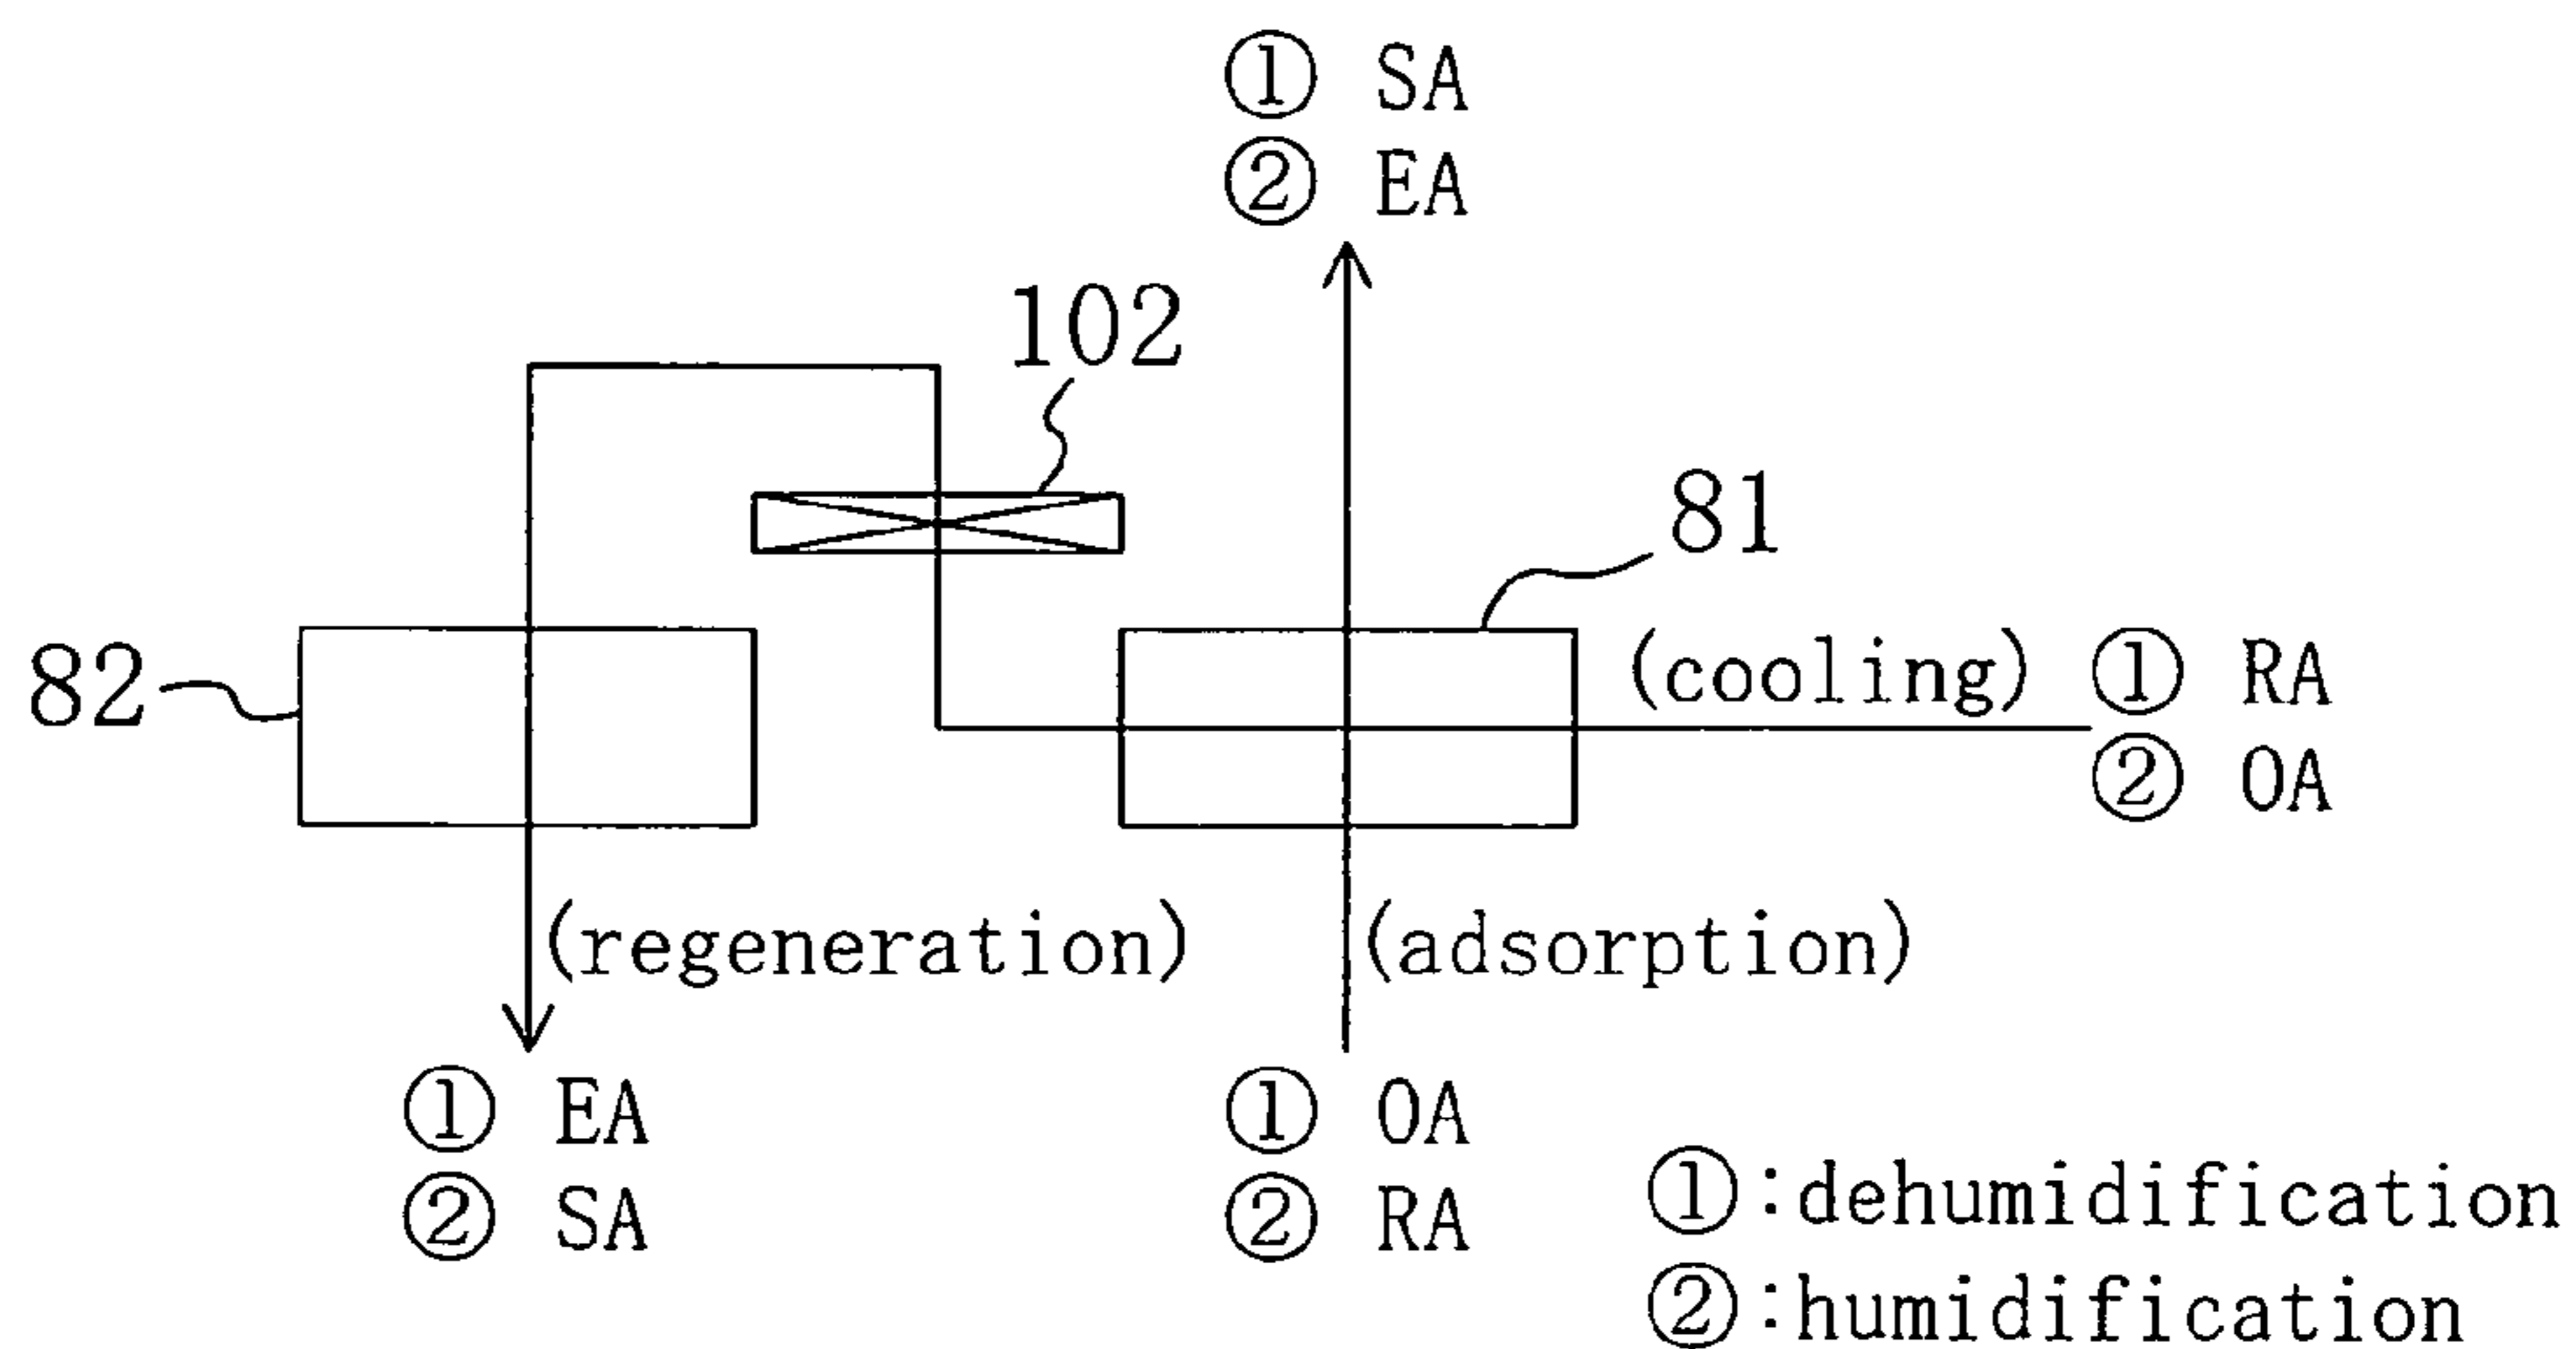 ① SA
② EA
102
81
82
(cooling)
① RA
② OA
(regeneration)
(adsorption)
① EA
② SA
① OA
② RA
①:dehumidification
②:humidification